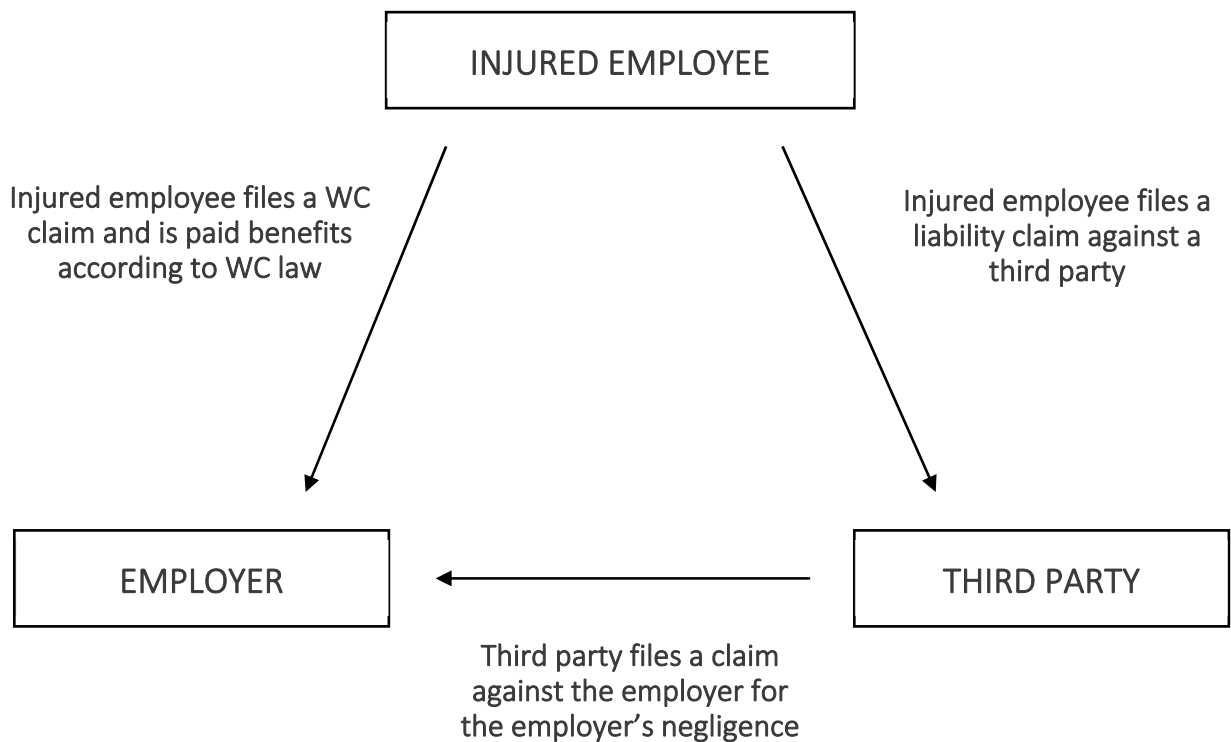 INJURED EMPLOYEE
Injured employee files a WC
claim and is paid benefits
according to WC law
Injured employee files a
liability claim against a
third party
EMPLOYER
THIRD PARTY
Third party files a claim
against the employer for
the employer’s negligence